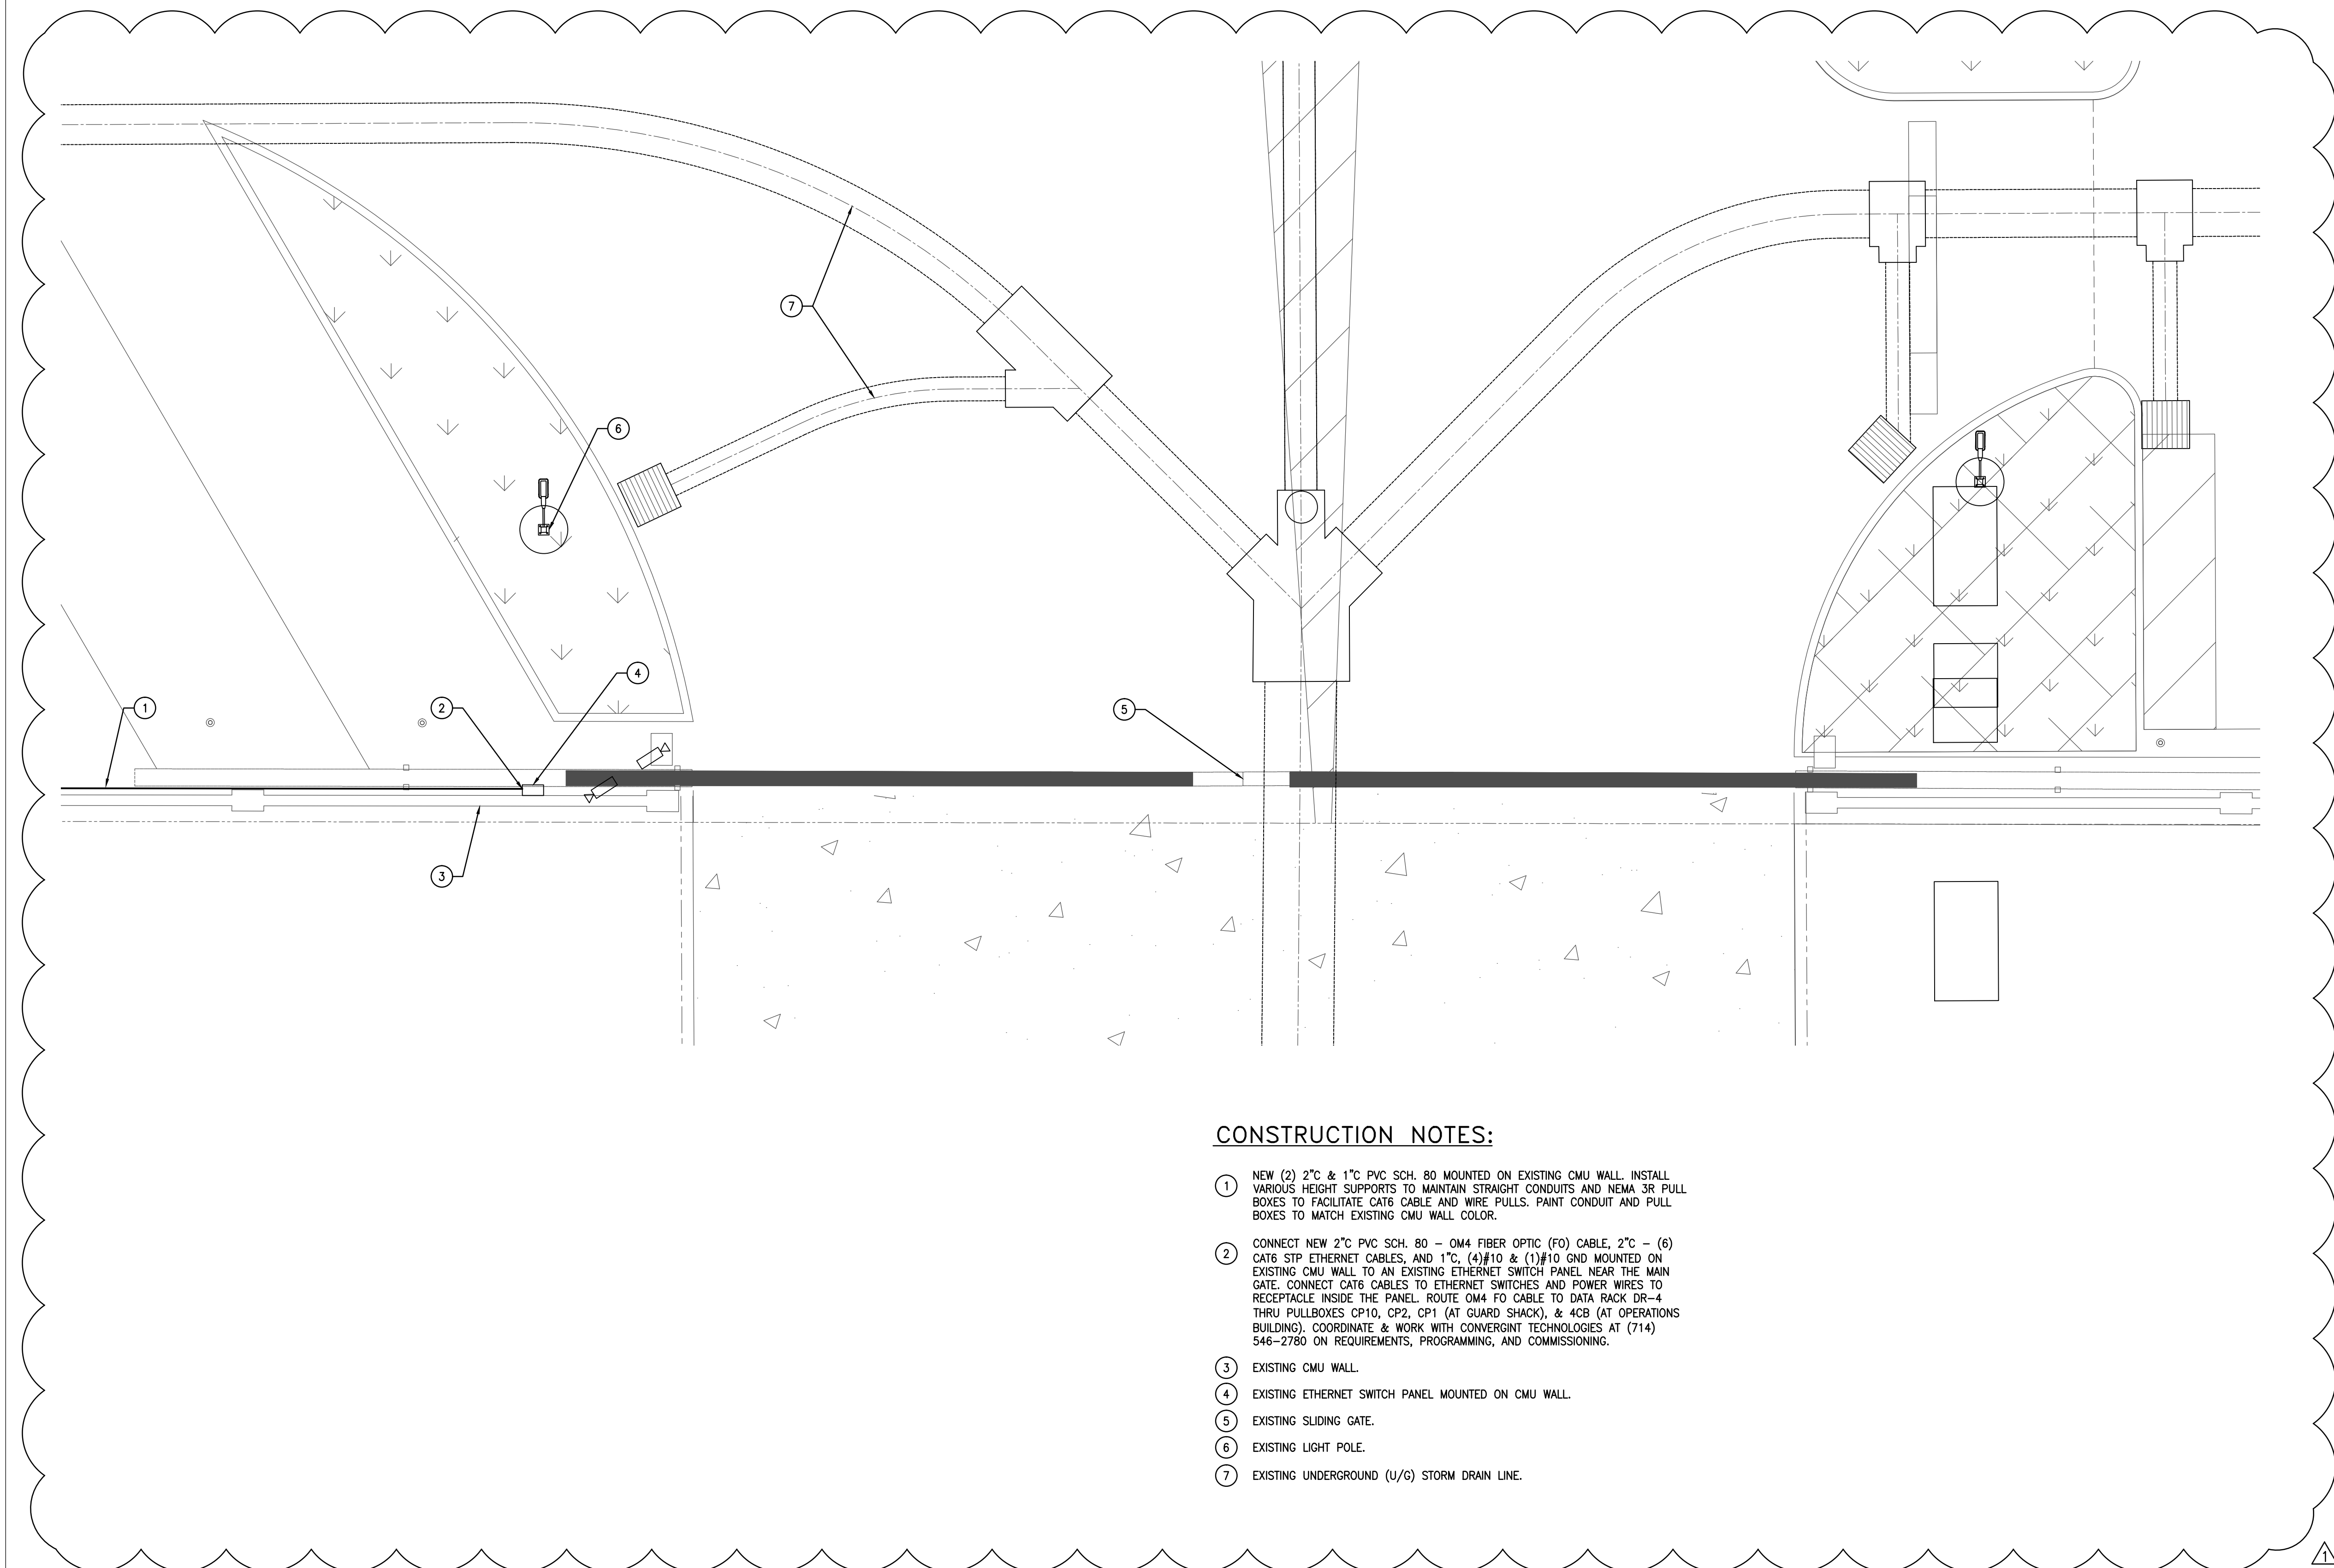 7
6
4
1
2
5
3
CONSTRUCTION NOTES:
1
NEW (2) 2"C & 1"C PVC SCH. 80 MOUNTED ON EXISTING CMU WALL. INSTALL
VARIOUS HEIGHT SUPPORTS TO MAINTAIN STRAIGHT CONDUITS AND NEMA 3R PULL
BOXES TO FACILITATE CAT6 CABLE AND WIRE PULLS. PAINT CONDUIT AND PULL
BOXES TO MATCH EXISTING CMU WALL COLOR.
2
CONNECT NEW 2"C PVC SCH. 80 – OM4 FIBER OPTIC (FO) CABLE, 2"C – (6)
CAT6 STP ETHERNET CABLES, AND 1"C, (4)#10 & (1)#10 GND MOUNTED ON
EXISTING CMU WALL TO AN EXISTING ETHERNET SWITCH PANEL NEAR THE MAIN
GATE. CONNECT CAT6 CABLES TO ETHERNET SWITCHES AND POWER WIRES TO
RECEPTACLE INSIDE THE PANEL. ROUTE OM4 FO CABLE TO DATA RACK DR–4
THRU PULLBOXES CP10, CP2, CP1 (AT GUARD SHACK), & 4CB (AT OPERATIONS
BUILDING). COORDINATE & WORK WITH CONVERGINT TECHNOLOGIES AT (714)
546–2780 ON REQUIREMENTS, PROGRAMMING, AND COMMISSIONING.
3 EXISTING CMU WALL.
4 EXISTING ETHERNET SWITCH PANEL MOUNTED ON CMU WALL.
5 EXISTING SLIDING GATE.
6 EXISTING LIGHT POLE.
7 EXISTING UNDERGROUND (U/G) STORM DRAIN LINE.
1